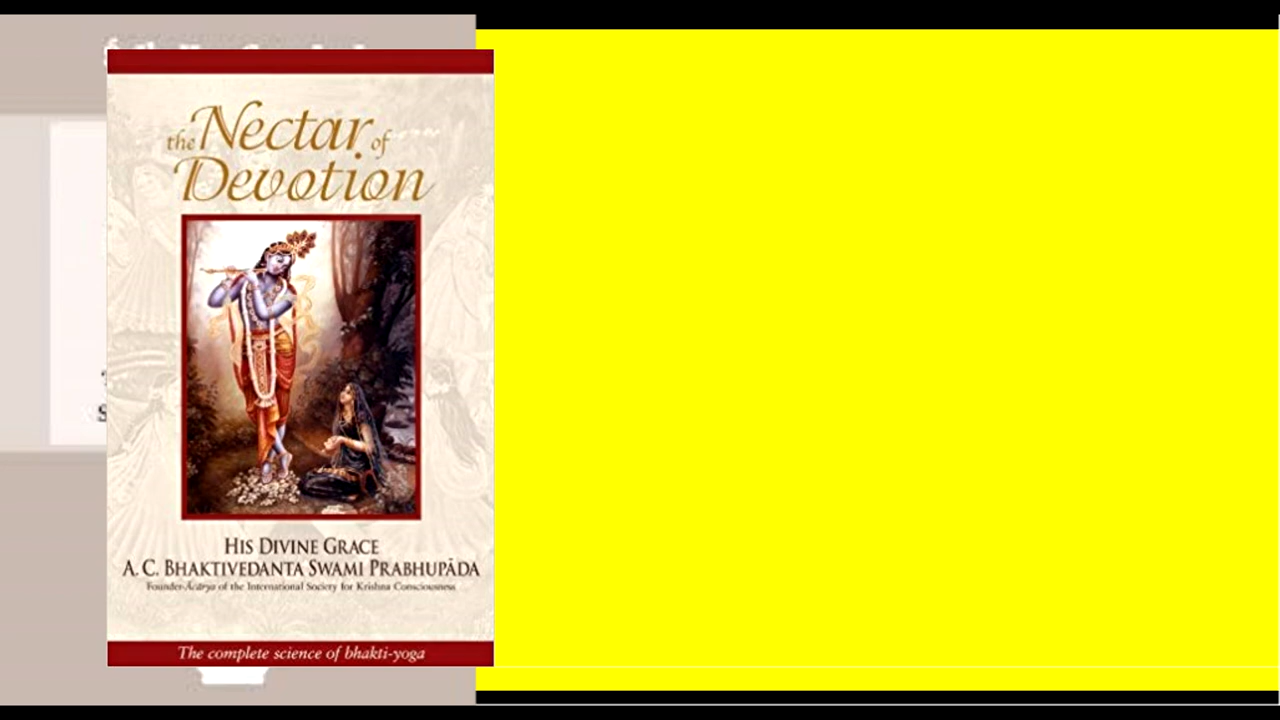 the Nectar of
Devotion
HIS DIVINE GRACE
A. C. BHAKTIVEDANTA SWAMI PRABHUPĀDA
Founder-Ācārya of the International Society for Krishna Consciousness
The complete science of bhakti-yoga